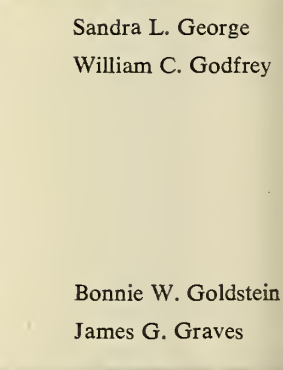 Sandra L. George
William C. Godfrey
Bonnie W. Goldstein
James G. Graves